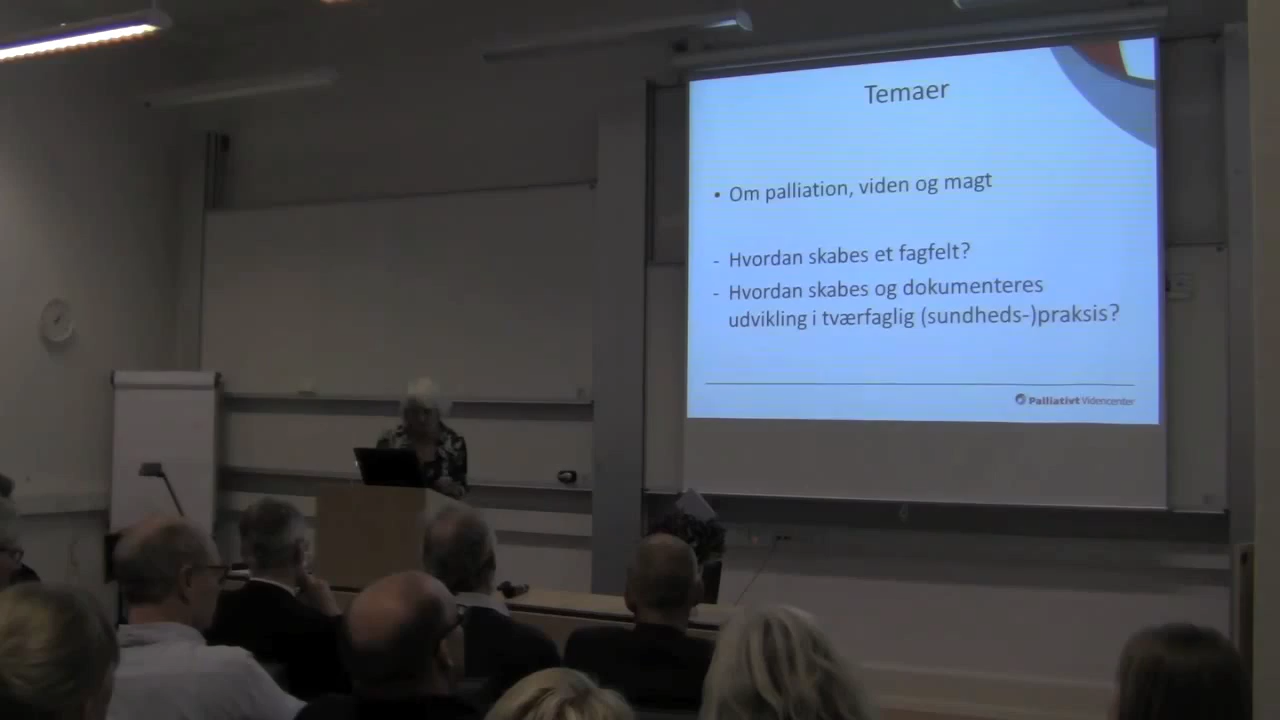 Temaer
• Om palliation, viden og magt
- Hvordan skabes et fagfelt?
- Hvordan skabes og dokumenteres
udvikling i tværfaglig (sundheds-)praksis?
Palliativt Videncenter